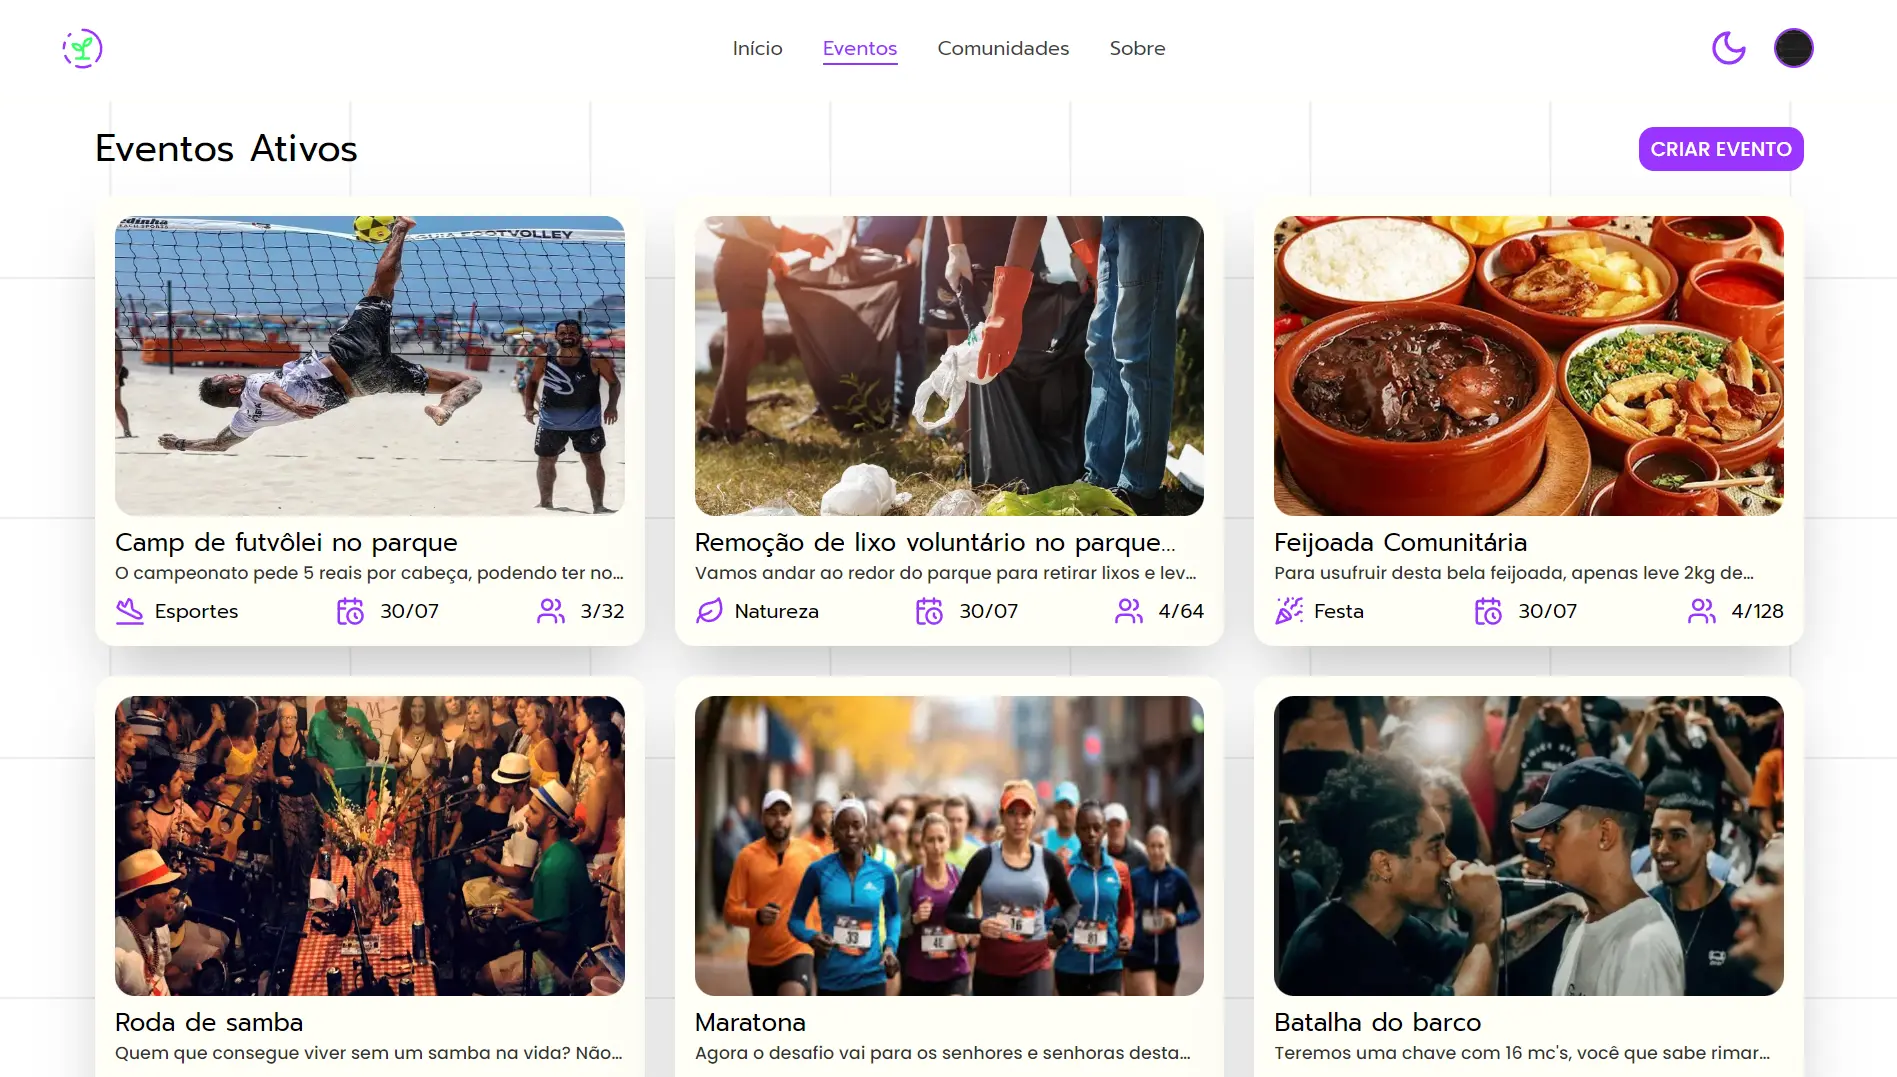 Início Eventos Comunidades Sobre
Eventos Ativos
CRIAR EVENTO
FOOTVOLLEY
Camp de futvôlei no parque
O campeonato pede 5 reais por cabeça, podendo ter no...
Esportes 30/07 3/32
Remoção de lixo voluntário no parque...
Vamos andar ao redor do parque para retirar lixos e lev...
Natureza 30/07 4/64
Feijoada Comunitária
Para usufruir desta bela feijoada, apenas leve 2kg de...
Festa 30/07 4/128
33
16
Roda de samba
Quem que consegue viver sem um samba na vida? Não...
Maratona
Agora o desafio vai para os senhores e senhoras desta...
Batalha do barco
Teremos uma chave com 16 mc's, você que sabe rimar...